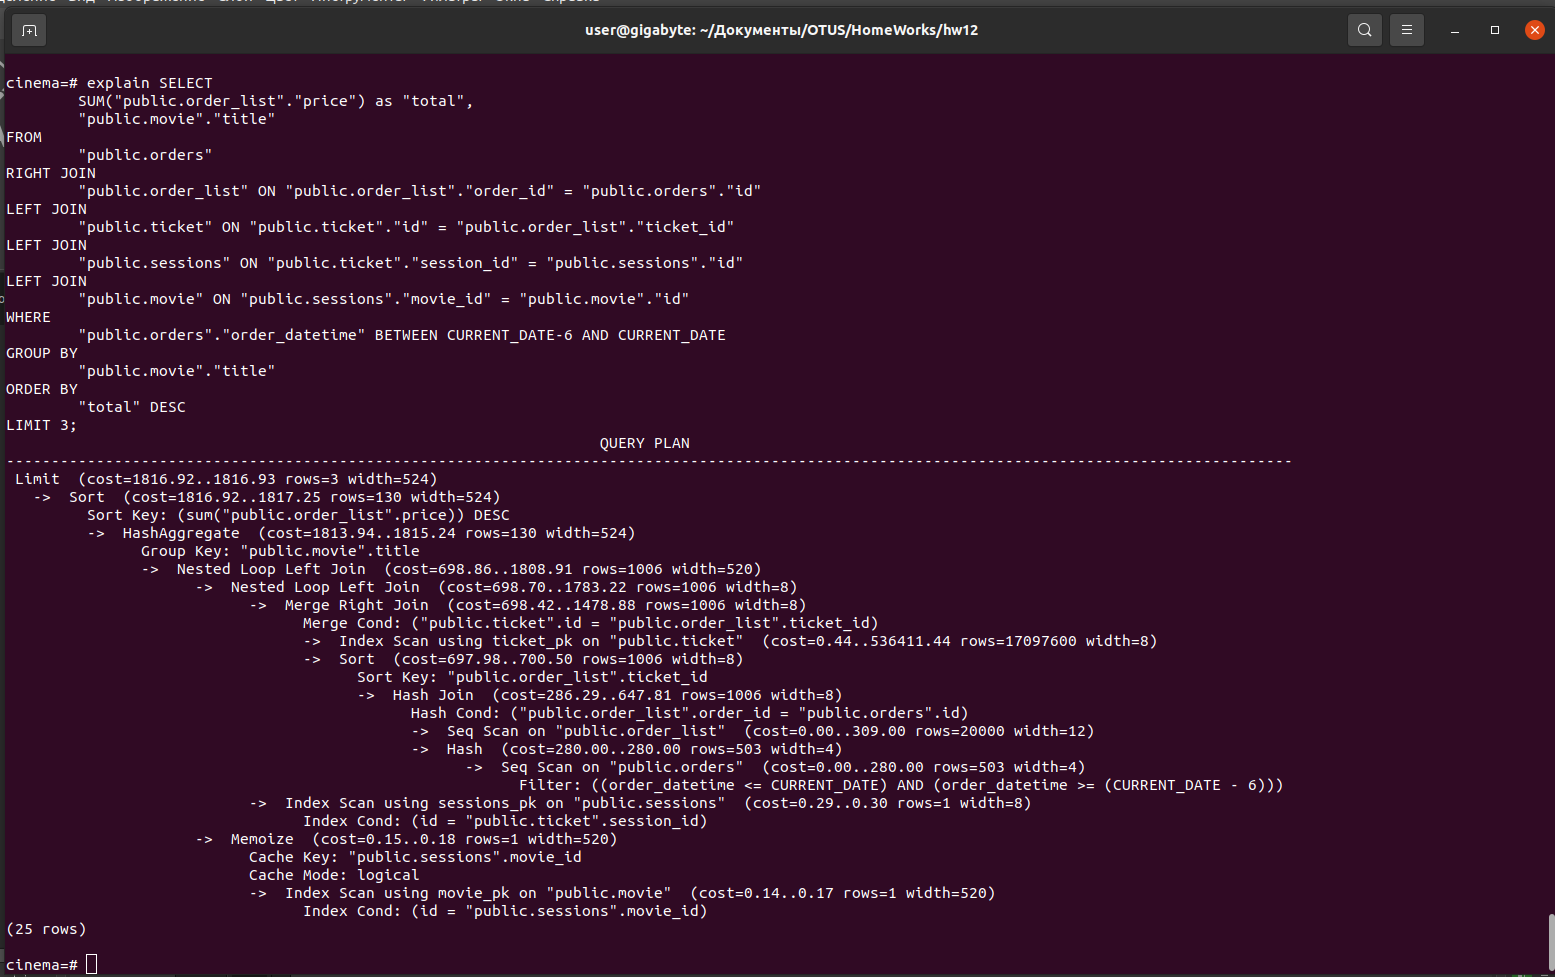 user@gigabyte: ~/Документы/OTUS/HomeWorks/hw12
cinema=# explain SELECT
        SUM("public.order_list"."price") as "total",
        "public.movie"."title"
FROM
        "public.orders"
RIGHT JOIN
        "public.order_list" ON "public.order_list"."order_id" = "public.orders"."id"
LEFT JOIN
        "public.ticket" ON "public.ticket"."id" = "public.order_list"."ticket_id"
LEFT JOIN
        "public.sessions" ON "public.ticket"."session_id" = "public.sessions"."id"
LEFT JOIN
        "public.movie" ON "public.sessions"."movie_id" = "public.movie"."id"
WHERE
        "public.orders"."order_datetime" BETWEEN CURRENT_DATE-6 AND CURRENT_DATE
GROUP BY
        "public.movie"."title"
ORDER BY
        "total" DESC
LIMIT 3;
QUERY PLAN
-----------------------------------------------------------------------------------------------------------------------------------------------
 Limit  (cost=1816.92..1816.93 rows=3 width=524)
   ->  Sort  (cost=1816.92..1817.25 rows=130 width=524)
         Sort Key: (sum("public.order_list".price)) DESC
         ->  HashAggregate  (cost=1813.94..1815.24 rows=130 width=524)
               Group Key: "public.movie".title
               ->  Nested Loop Left Join  (cost=698.86..1808.91 rows=1006 width=520)
                     ->  Nested Loop Left Join  (cost=698.70..1783.22 rows=1006 width=8)
                           ->  Merge Right Join  (cost=698.42..1478.88 rows=1006 width=8)
                                 Merge Cond: ("public.ticket".id = "public.order_list".ticket_id)
                                 ->  Index Scan using ticket_pk on "public.ticket"  (cost=0.44..536411.44 rows=17097600 width=8)
                                 ->  Sort  (cost=697.98..700.50 rows=1006 width=8)
                                       Sort Key: "public.order_list".ticket_id
                                       ->  Hash Join  (cost=286.29..647.81 rows=1006 width=8)
                                             Hash Cond: ("public.order_list".order_id = "public.orders".id)
                                             ->  Seq Scan on "public.order_list"  (cost=0.00..309.00 rows=20000 width=12)
                                             ->  Hash  (cost=280.00..280.00 rows=503 width=4)
                                                   ->  Seq Scan on "public.orders"  (cost=0.00..280.00 rows=503 width=4)
                                                         Filter: ((order_datetime <= CURRENT_DATE) AND (order_datetime >= (CURRENT_DATE - 6)))
                           ->  Index Scan using sessions_pk on "public.sessions"  (cost=0.29..0.30 rows=1 width=8)
                                 Index Cond: (id = "public.ticket".session_id)
                     ->  Memoize  (cost=0.15..0.18 rows=1 width=520)
                           Cache Key: "public.sessions".movie_id
                           Cache Mode: logical
                           ->  Index Scan using movie_pk on "public.movie"  (cost=0.14..0.17 rows=1 width=520)
                                 Index Cond: (id = "public.sessions".movie_id)
(25 rows)
cinema=#